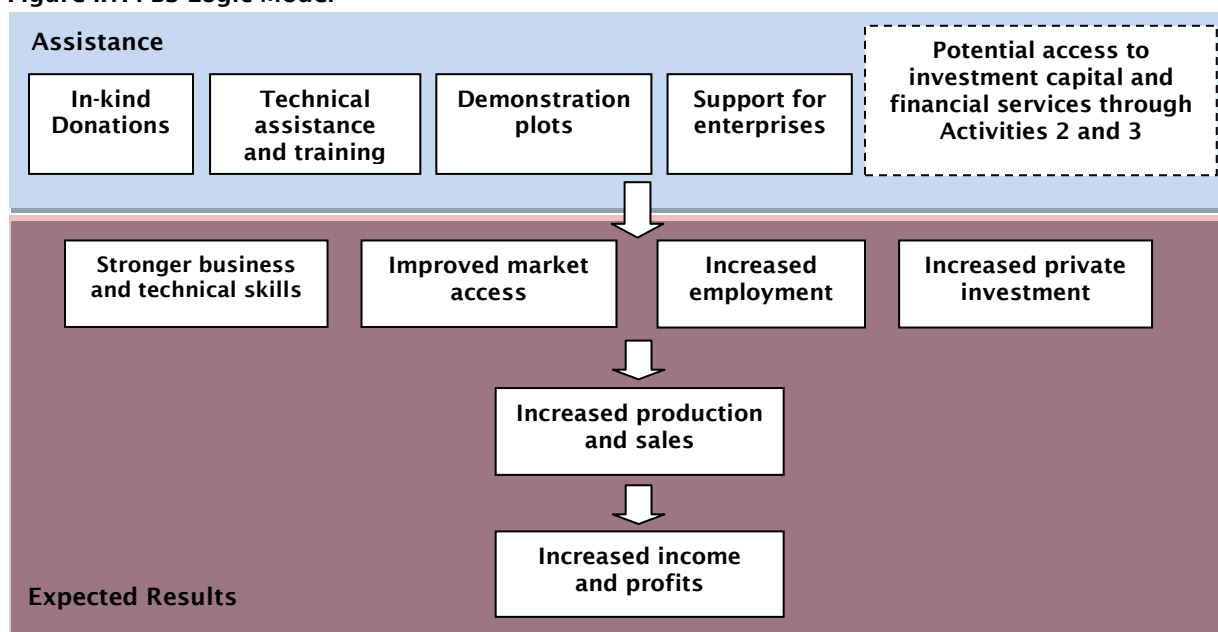 Assistance
In-kind
Donations
Technical
assistance
and training
Demonstration
plots
Support for
enterprises
Potential access to
investment capital and
financial services through
Activities 2 and 3
Stronger business
and technical skills
Improved market
access
Increased
employment
Increased private
investment
Increased production
and sales
Increased income
and profits
Expected Results